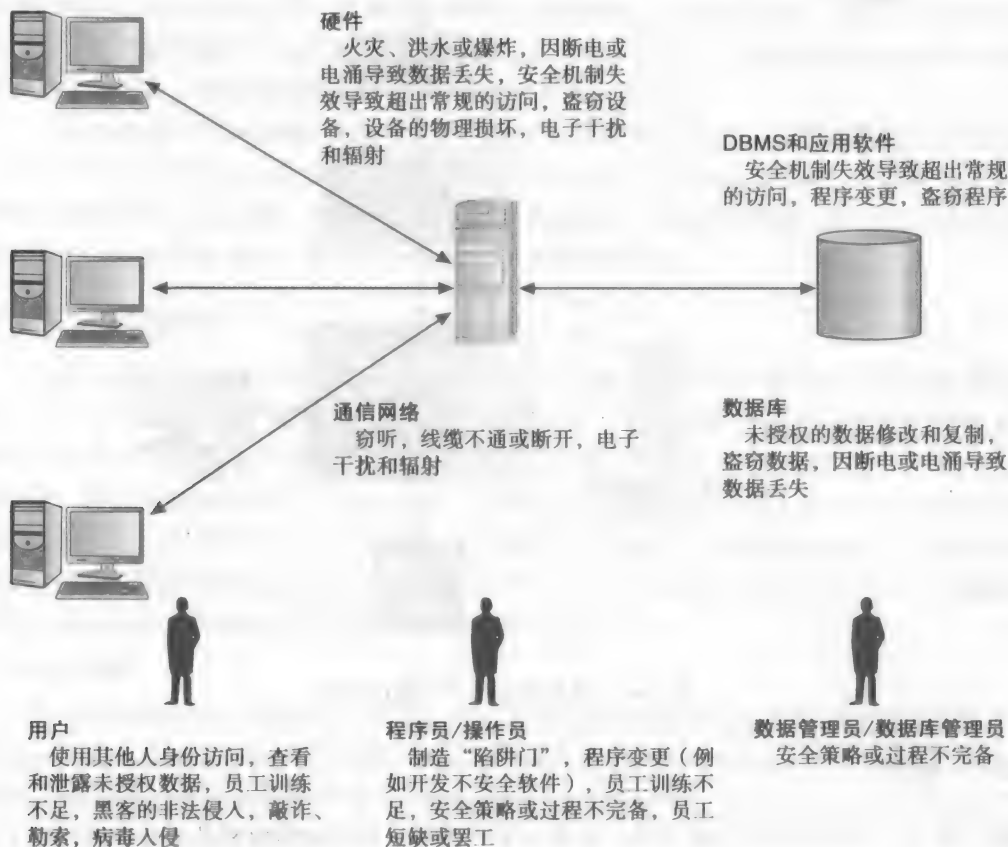 硬件
火灾、洪水或爆炸，因断电或
电涌导致数据丢失，安全机制失
效导致超出常规的访问，盗窃设
备，设备的物理损坏，电子干扰
和辐射
DBMS和应用软件
安全机制失效导致超出常规
的访问，程序变更，盗窃程序
通信网络
窃听，线缆不通或断开，电子
干扰和辐射
数据库
未授权的数据修改和复制，
盗窃数据，因断电或电涌导致
数据丢失
用户
使用其他人身份访问，查看
和泄露未授权数据，员工训练
不足，黑客的非法侵入，敲诈、
勒索，病毒入侵
程序员/操作员
制造“陷阱门”，程序变更（例
如开发不安全软件），员工训练不
足，安全策略或过程不完备，员工
短缺或罢工
数据管理员/数据库管理员
安全策略或过程不完备